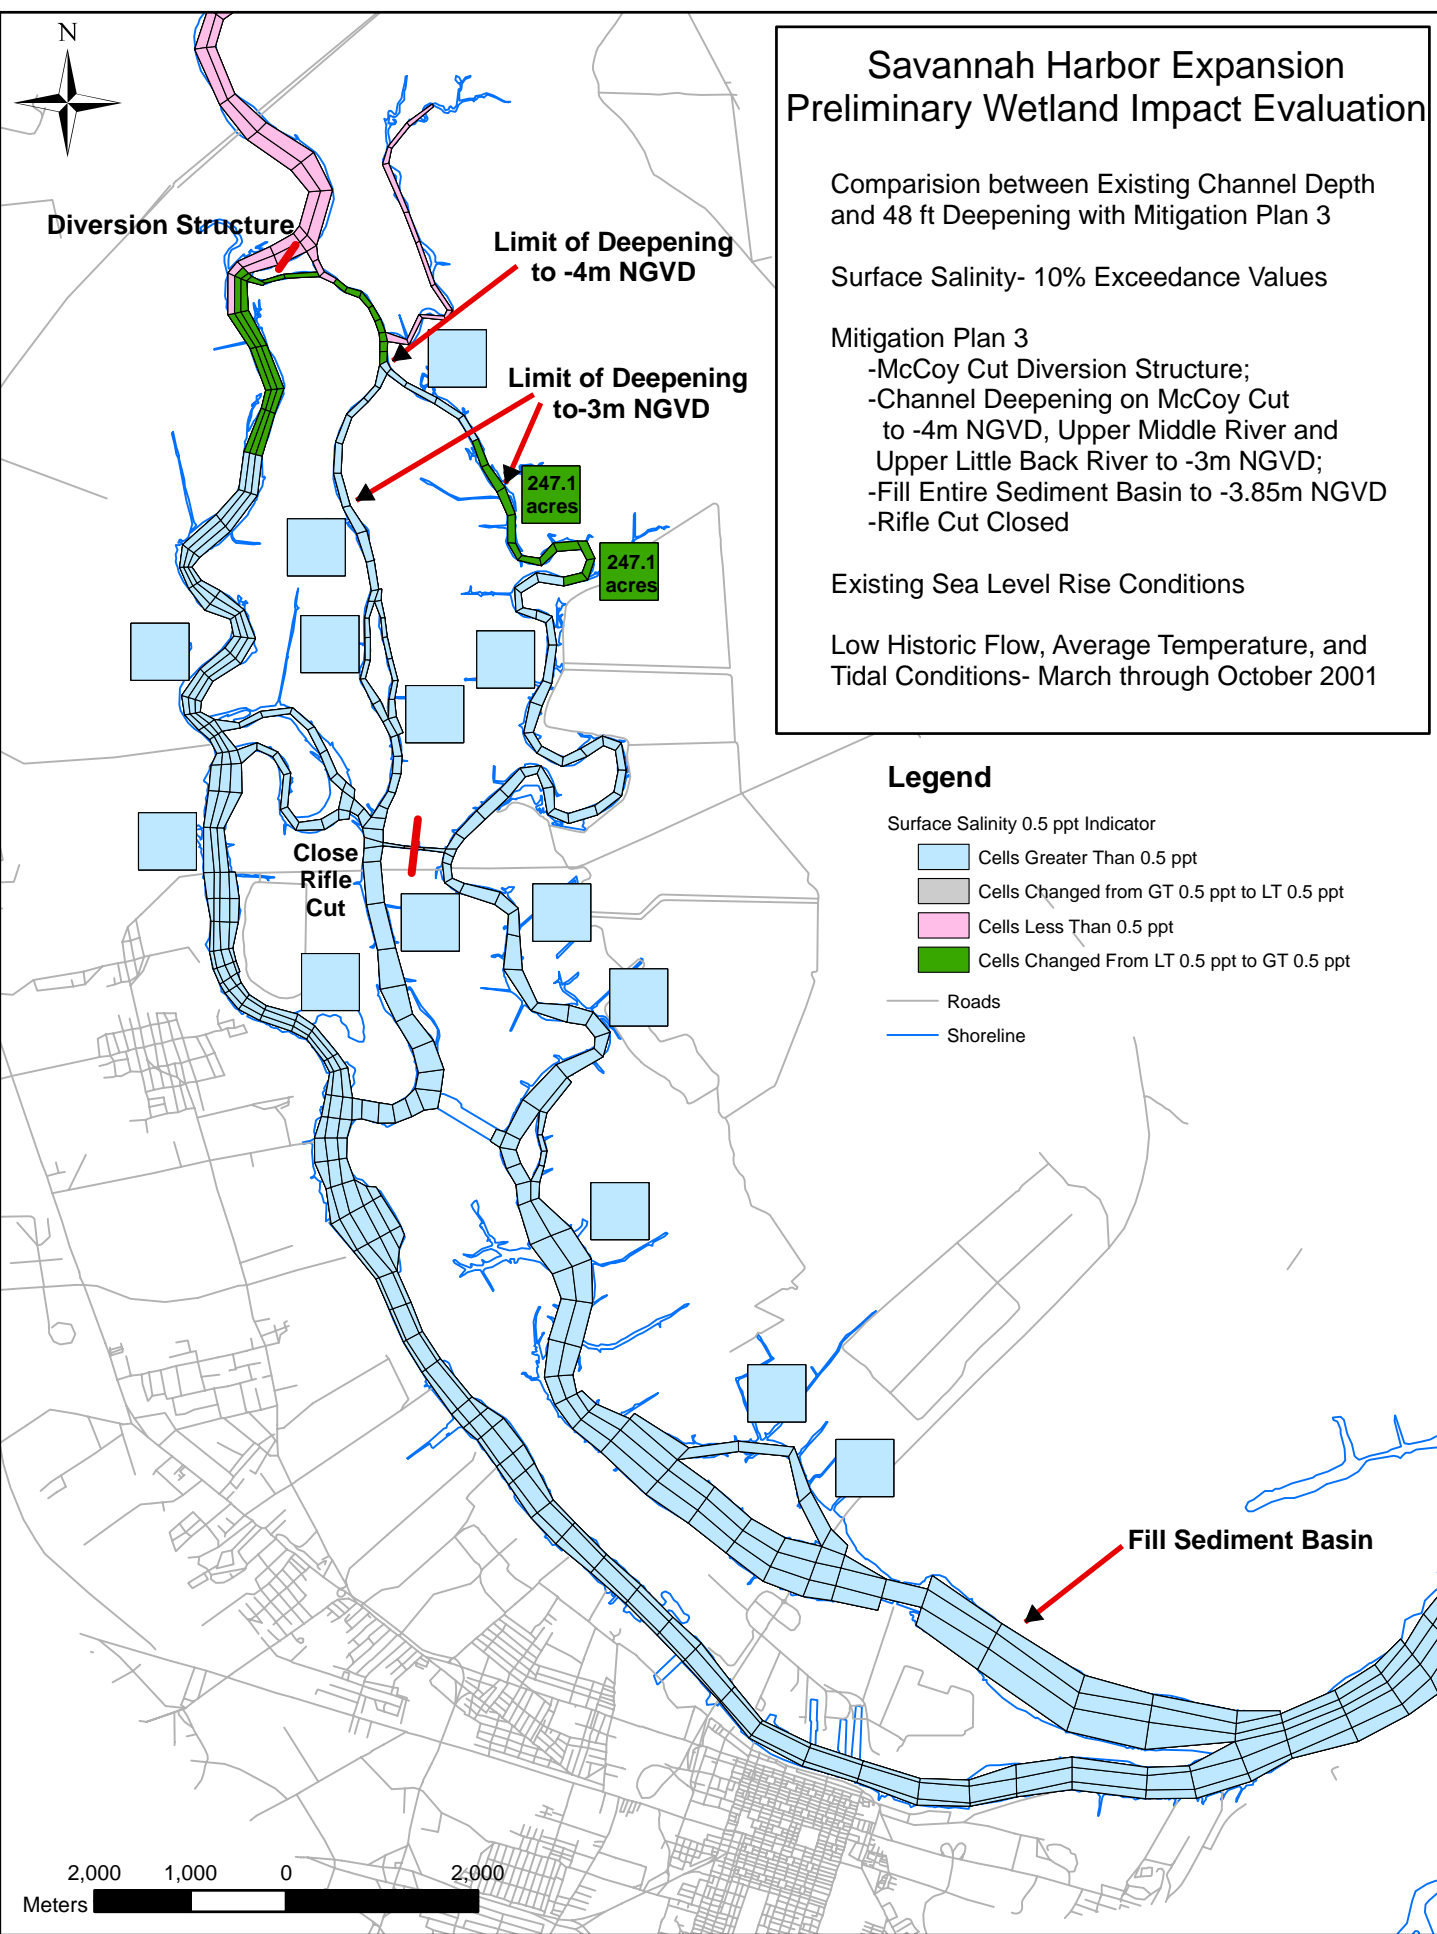 Savannah Harbor Expansion
Preliminary Wetland Impact Evaluation
Comparision between Existing Channel Depth
and 48 ft Deepening with Mitigation Plan 3
Surface Salinity- 10% Exceedance Values
Mitigation Plan 3
-McCoy Cut Diversion Structure;
-Channel Deepening on McCoy Cut
to -4m NGVD, Upper Middle River and
Upper Little Back River to -3m NGVD;
-Fill Entire Sediment Basin to -3.85m NGVD
-Rifle Cut Closed
Existing Sea Level Rise Conditions
Low Historic Flow, Average Temperature, and
Tidal Conditions- March through October 2001
N
Diversion Structure
Limit of Deepening
to -4m NGVD
Limit of Deepening
to-3m NGVD
247.1
acres
247.1
acres
Close
Rifle
Cut
Legend
Surface Salinity 0.5 ppt Indicator
Cells Greater Than 0.5 ppt
Cells Changed from GT 0.5 ppt to LT 0.5 ppt
Cells Less Than 0.5 ppt
Cells Changed From LT 0.5 ppt to GT 0.5 ppt
Roads
Shoreline
Fill Sediment Basin
2,000 1,000 0 2,000
Meters